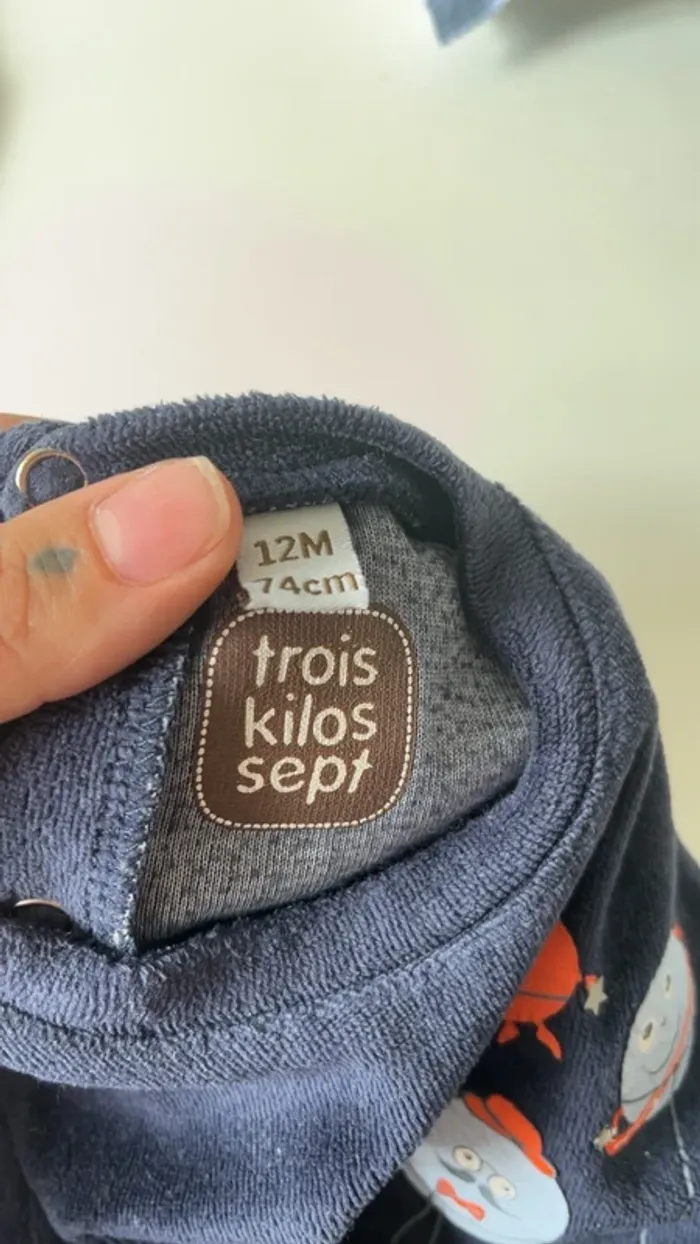 12M
74cm
trois
kilos
sept